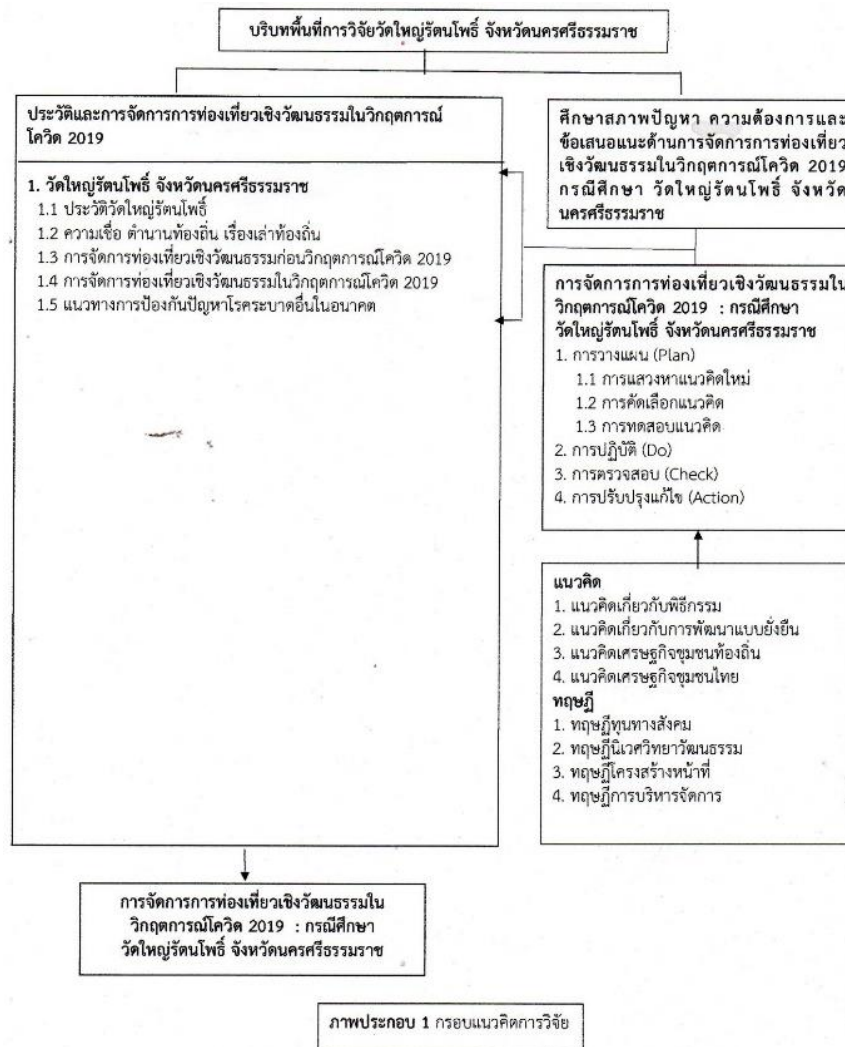 บริบทพื้นที่การวิจัยวัดใหญ่รัตนโพธิ์ จังหวัดนครศรีธรรมราช
ประวัติและการจัดการการท่องเที่ยวเชิงวัฒนธรรมในวิกฤตการณ์
โควิด 2019
1. วัดใหญ่รัตนโพธิ์ จังหวัดนครศรีธรรมราช
1.1 ประวัติวัดใหญ่รัตนโพธิ์
1.2 ความเชื่อ ตำนานท้องถิ่น เรื่องเล่าท้องถิ่น
1.3 การจัดการท่องเที่ยวเชิงวัฒนธรรมก่อนวิกฤตการณ์โควิด 2019
1.4 การจัดการท่องเที่ยวเชิงวัฒนธรรมในวิกฤตการณ์โควิด 2019
1.5 แนวทางการป้องกันปัญหาโรคระบาดอื่นในอนาคต
ศึกษาสภาพปัญหา ความต้องการและ
ข้อเสนอแนะด้านการจัดการการท่องเที่ยว
เชิงวัฒนธรรมในวิกฤตการณ์โควิด 2019
กรณีศึกษา วัดใหญ่รัตนโพธิ์ จังหวัด
นครศรีธรรมราช
การจัดการการท่องเที่ยวเชิงวัฒนธรรมใน
วิกฤตการณ์โควิด 2019 : กรณีศึกษา
วัดใหญ่รัตนโพธิ์ จังหวัดนครศรีธรรมราช
1. การวางแผน (Plan)
1.1 การแสวงหาแนวคิดใหม่
1.2 การคัดเลือกแนวคิด
1.3 การทดสอบแนวคิด
2. การปฏิบัติ (Do)
3. การตรวจสอบ (Check)
4. การปรับปรุงแก้ไข (Action)
แนวคิด
1. แนวคิดเกี่ยวกับพิธีกรรม
2. แนวคิดเกี่ยวกับการพัฒนาแบบยั่งยืน
3. แนวคิดเศรษฐกิจชุมชนท้องถิ่น
4. แนวคิดเศรษฐกิจชุมชนไทย
ทฤษฎี
1. ทฤษฎีทุนทางสังคม
2. ทฤษฎีนิเวศวิทยาวัฒนธรรม
3. ทฤษฎีโครงสร้างหน้าที่
4. ทฤษฎีการบริหารจัดการ
การจัดการการท่องเที่ยวเชิงวัฒนธรรมใน
วิกฤตการณ์โควิด 2019 : กรณีศึกษา
วัดใหญ่รัตนโพธิ์ จังหวัดนครศรีธรรมราช
ภาพประกอบ 1 กรอบแนวคิดการวิจัย